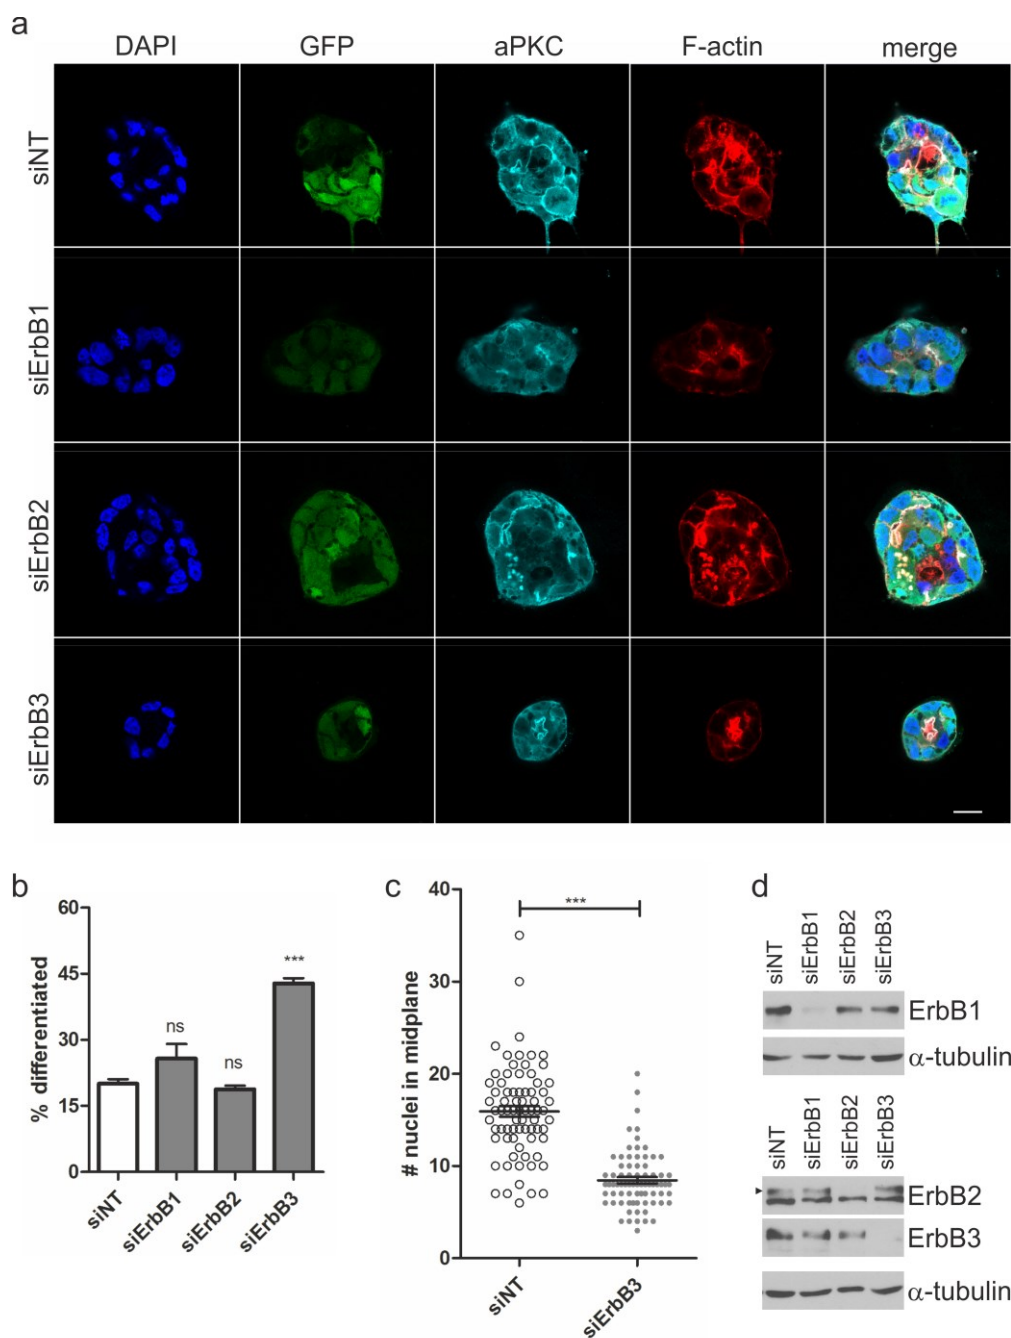 a
DAPI GFP aPKC F-actin merge
siNT
siErbB1
siErbB2
siErbB3
b
% differentiated
60
45
30
15
0
ns
ns
***
siNT siErbB1 siErbB2 siErbB3
c
# nuclei in midplane
40
30
20
10
0
***
siNT siErbB3
d
siNT siErbB1 siErbB2 siErbB3
ErbB1
α-tubulin
siNT siErbB1 siErbB2 siErbB3
ErbB2
ErbB3
α-tubulin